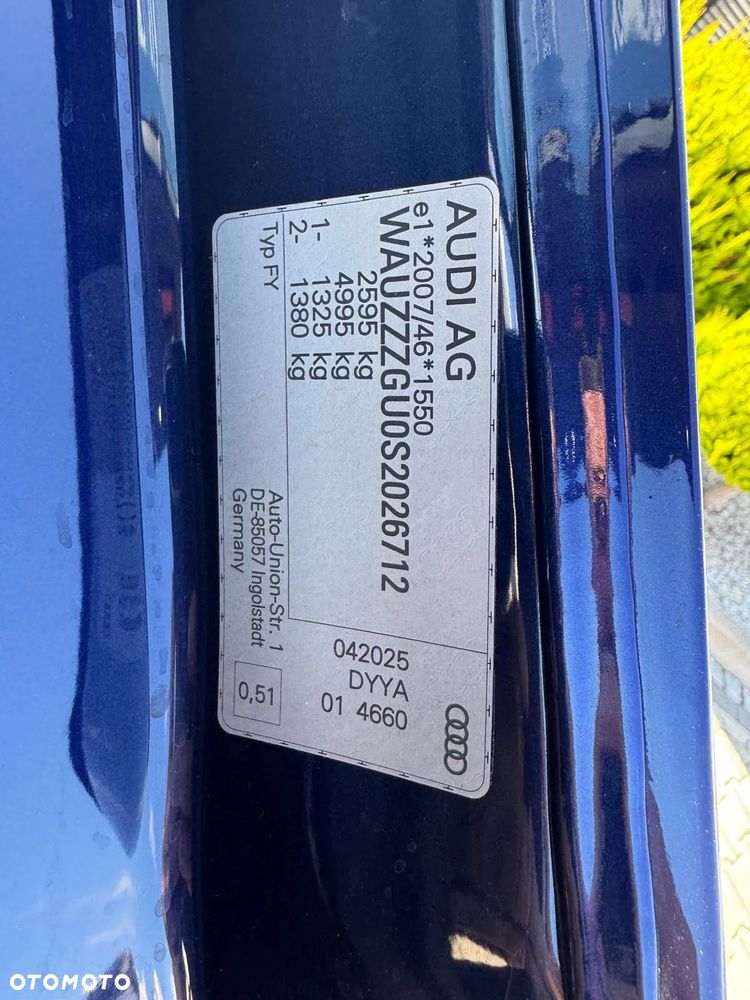 AUDI AG
e1*2007/46*1550
WAUZZZGU0S2026712
2595 kg
4995 kg
1- 1325 kg
2- 1380 kg
Typ FY
Auto-Union-Str. 1
DE-85057 Ingolstadt
Germany
042025
DYYA
01 4660
0,51
OTOMOTO